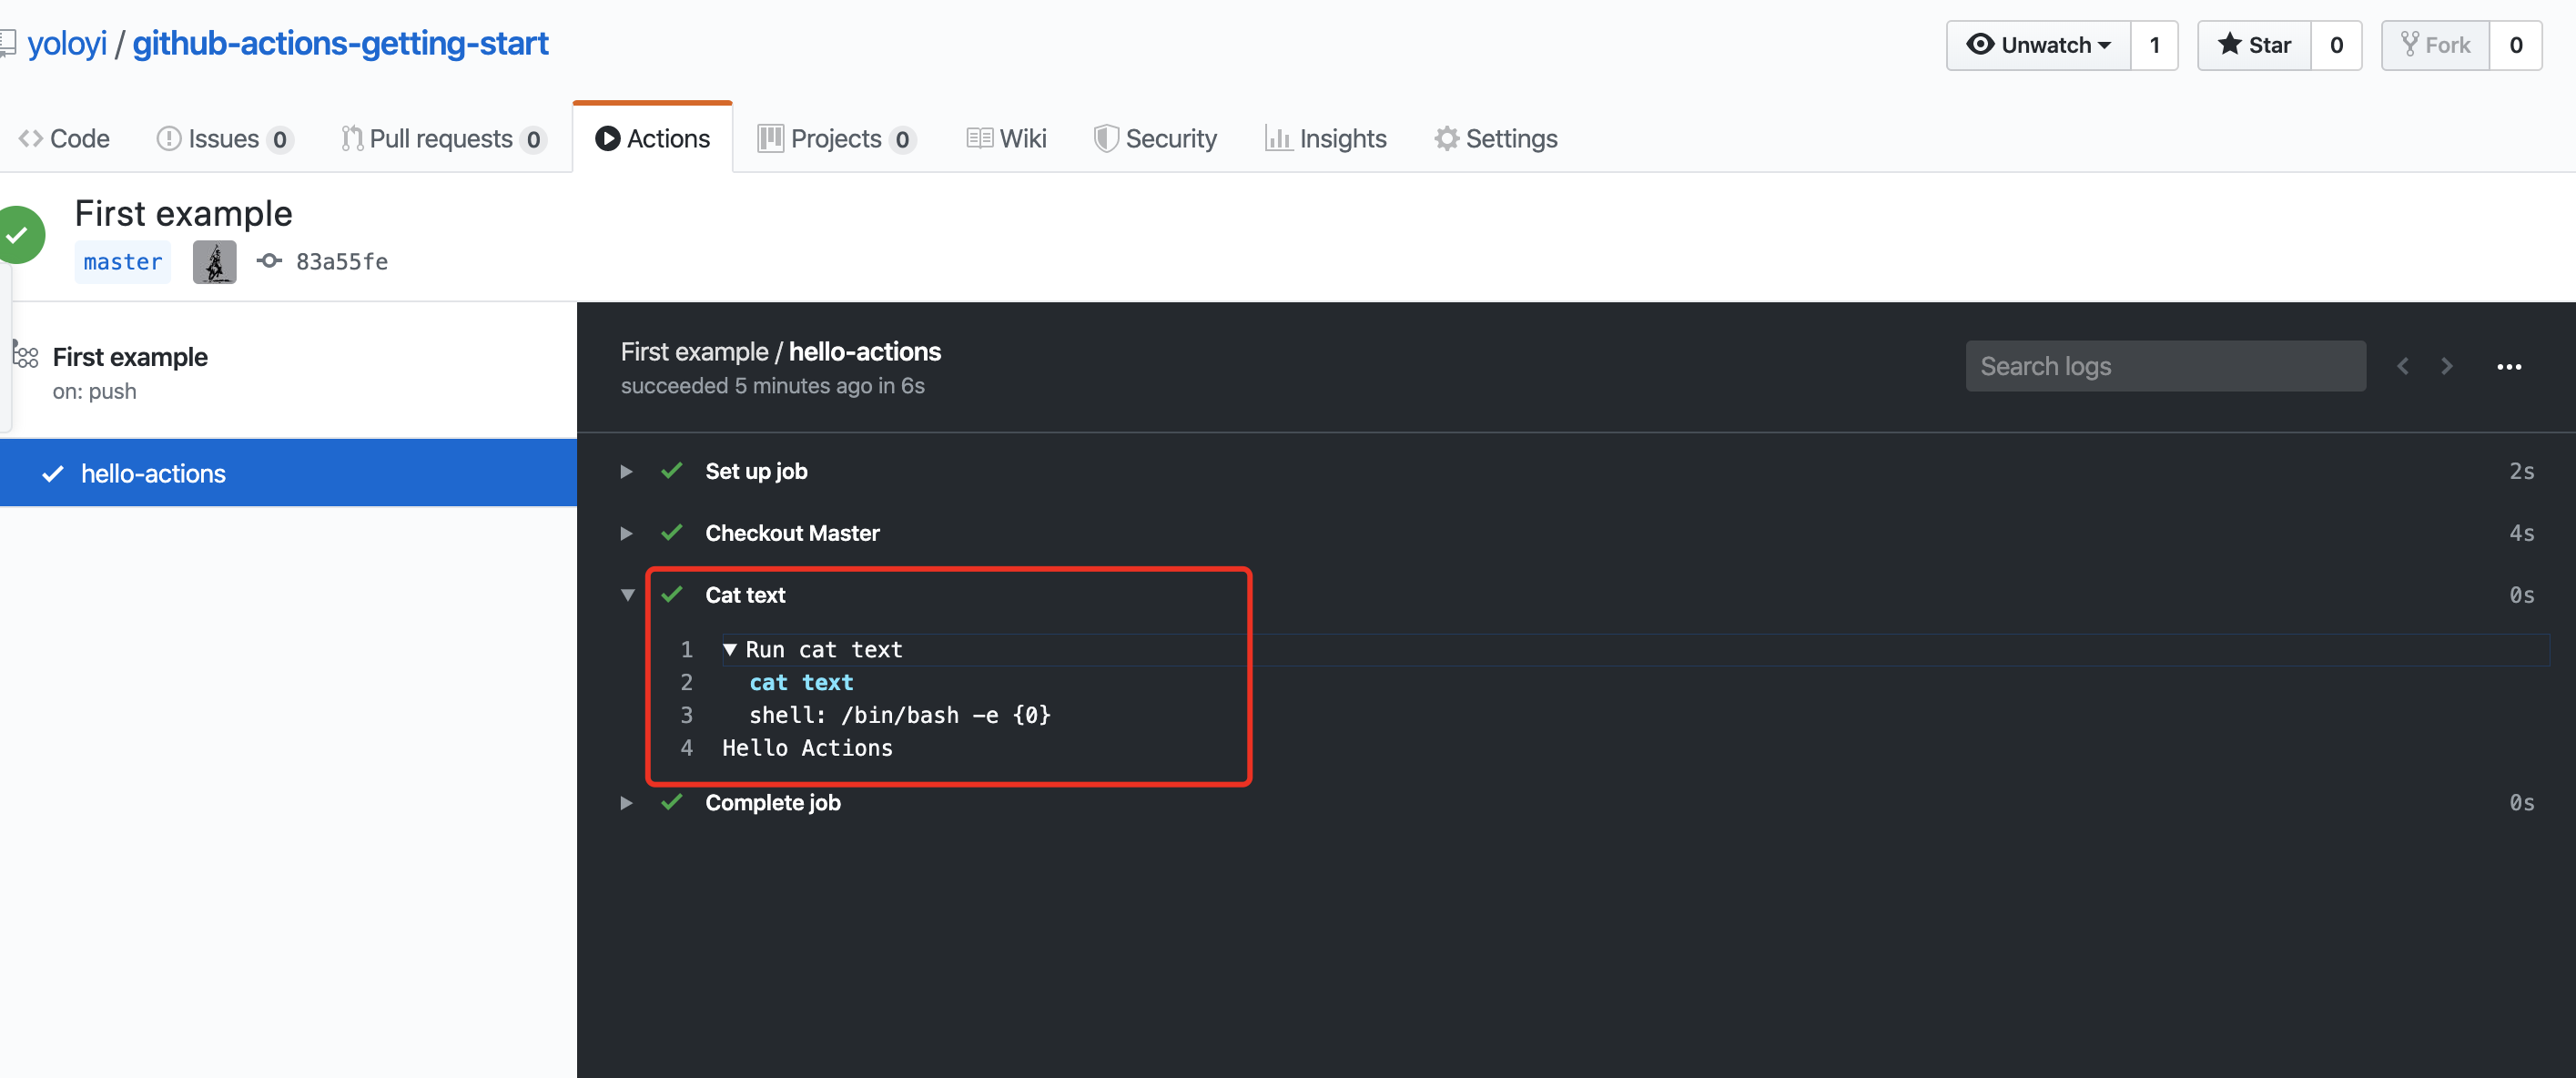 yoloyi / github-actions-getting-start
Unwatch 1 Star 0 Fork 0
Code Issues 0 Pull requests 0 Actions Projects 0 Wiki Security Insights Settings
First example
master 83a55fe
First example
on: push
hello-actions
First example / hello-actions
succeeded 5 minutes ago in 6s
Search logs
Set up job 2s
Checkout Master 4s
Cat text 0s
1 Run cat text
2 cat text
3 shell: /bin/bash -e {0}
4 Hello Actions
Complete job 0s